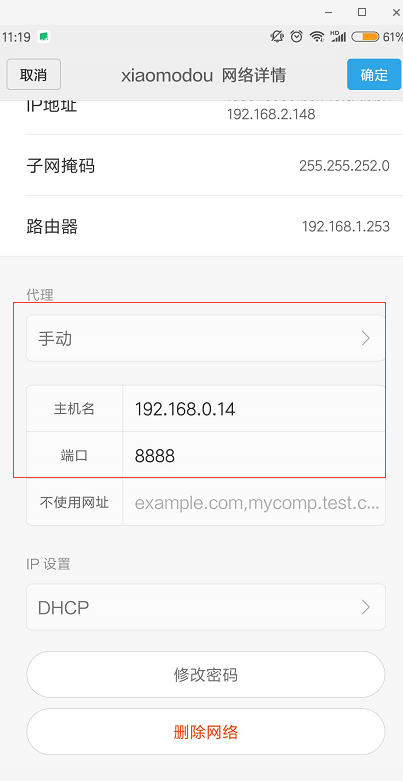 11:19
HD
61%
取消
xiaomodou 网络详情
确定
IP地址
192.168.2.148
子网掩码
255.255.252.0
路由器
192.168.1.253
代理
手动
主机名
192.168.0.14
端口
8888
不使用网址
example.com,mycomp.test.c...
IP 设置
DHCP
修改密码
删除网络